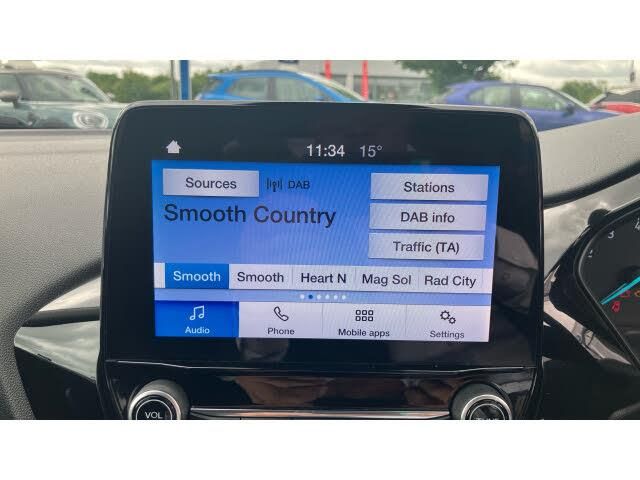 11:34 15°
Sources DAB Stations
Smooth Country DAB info
Traffic (TA)
Smooth Smooth Heart N Mag Sol Rad City
Audio Phone Mobile apps Settings
VOL